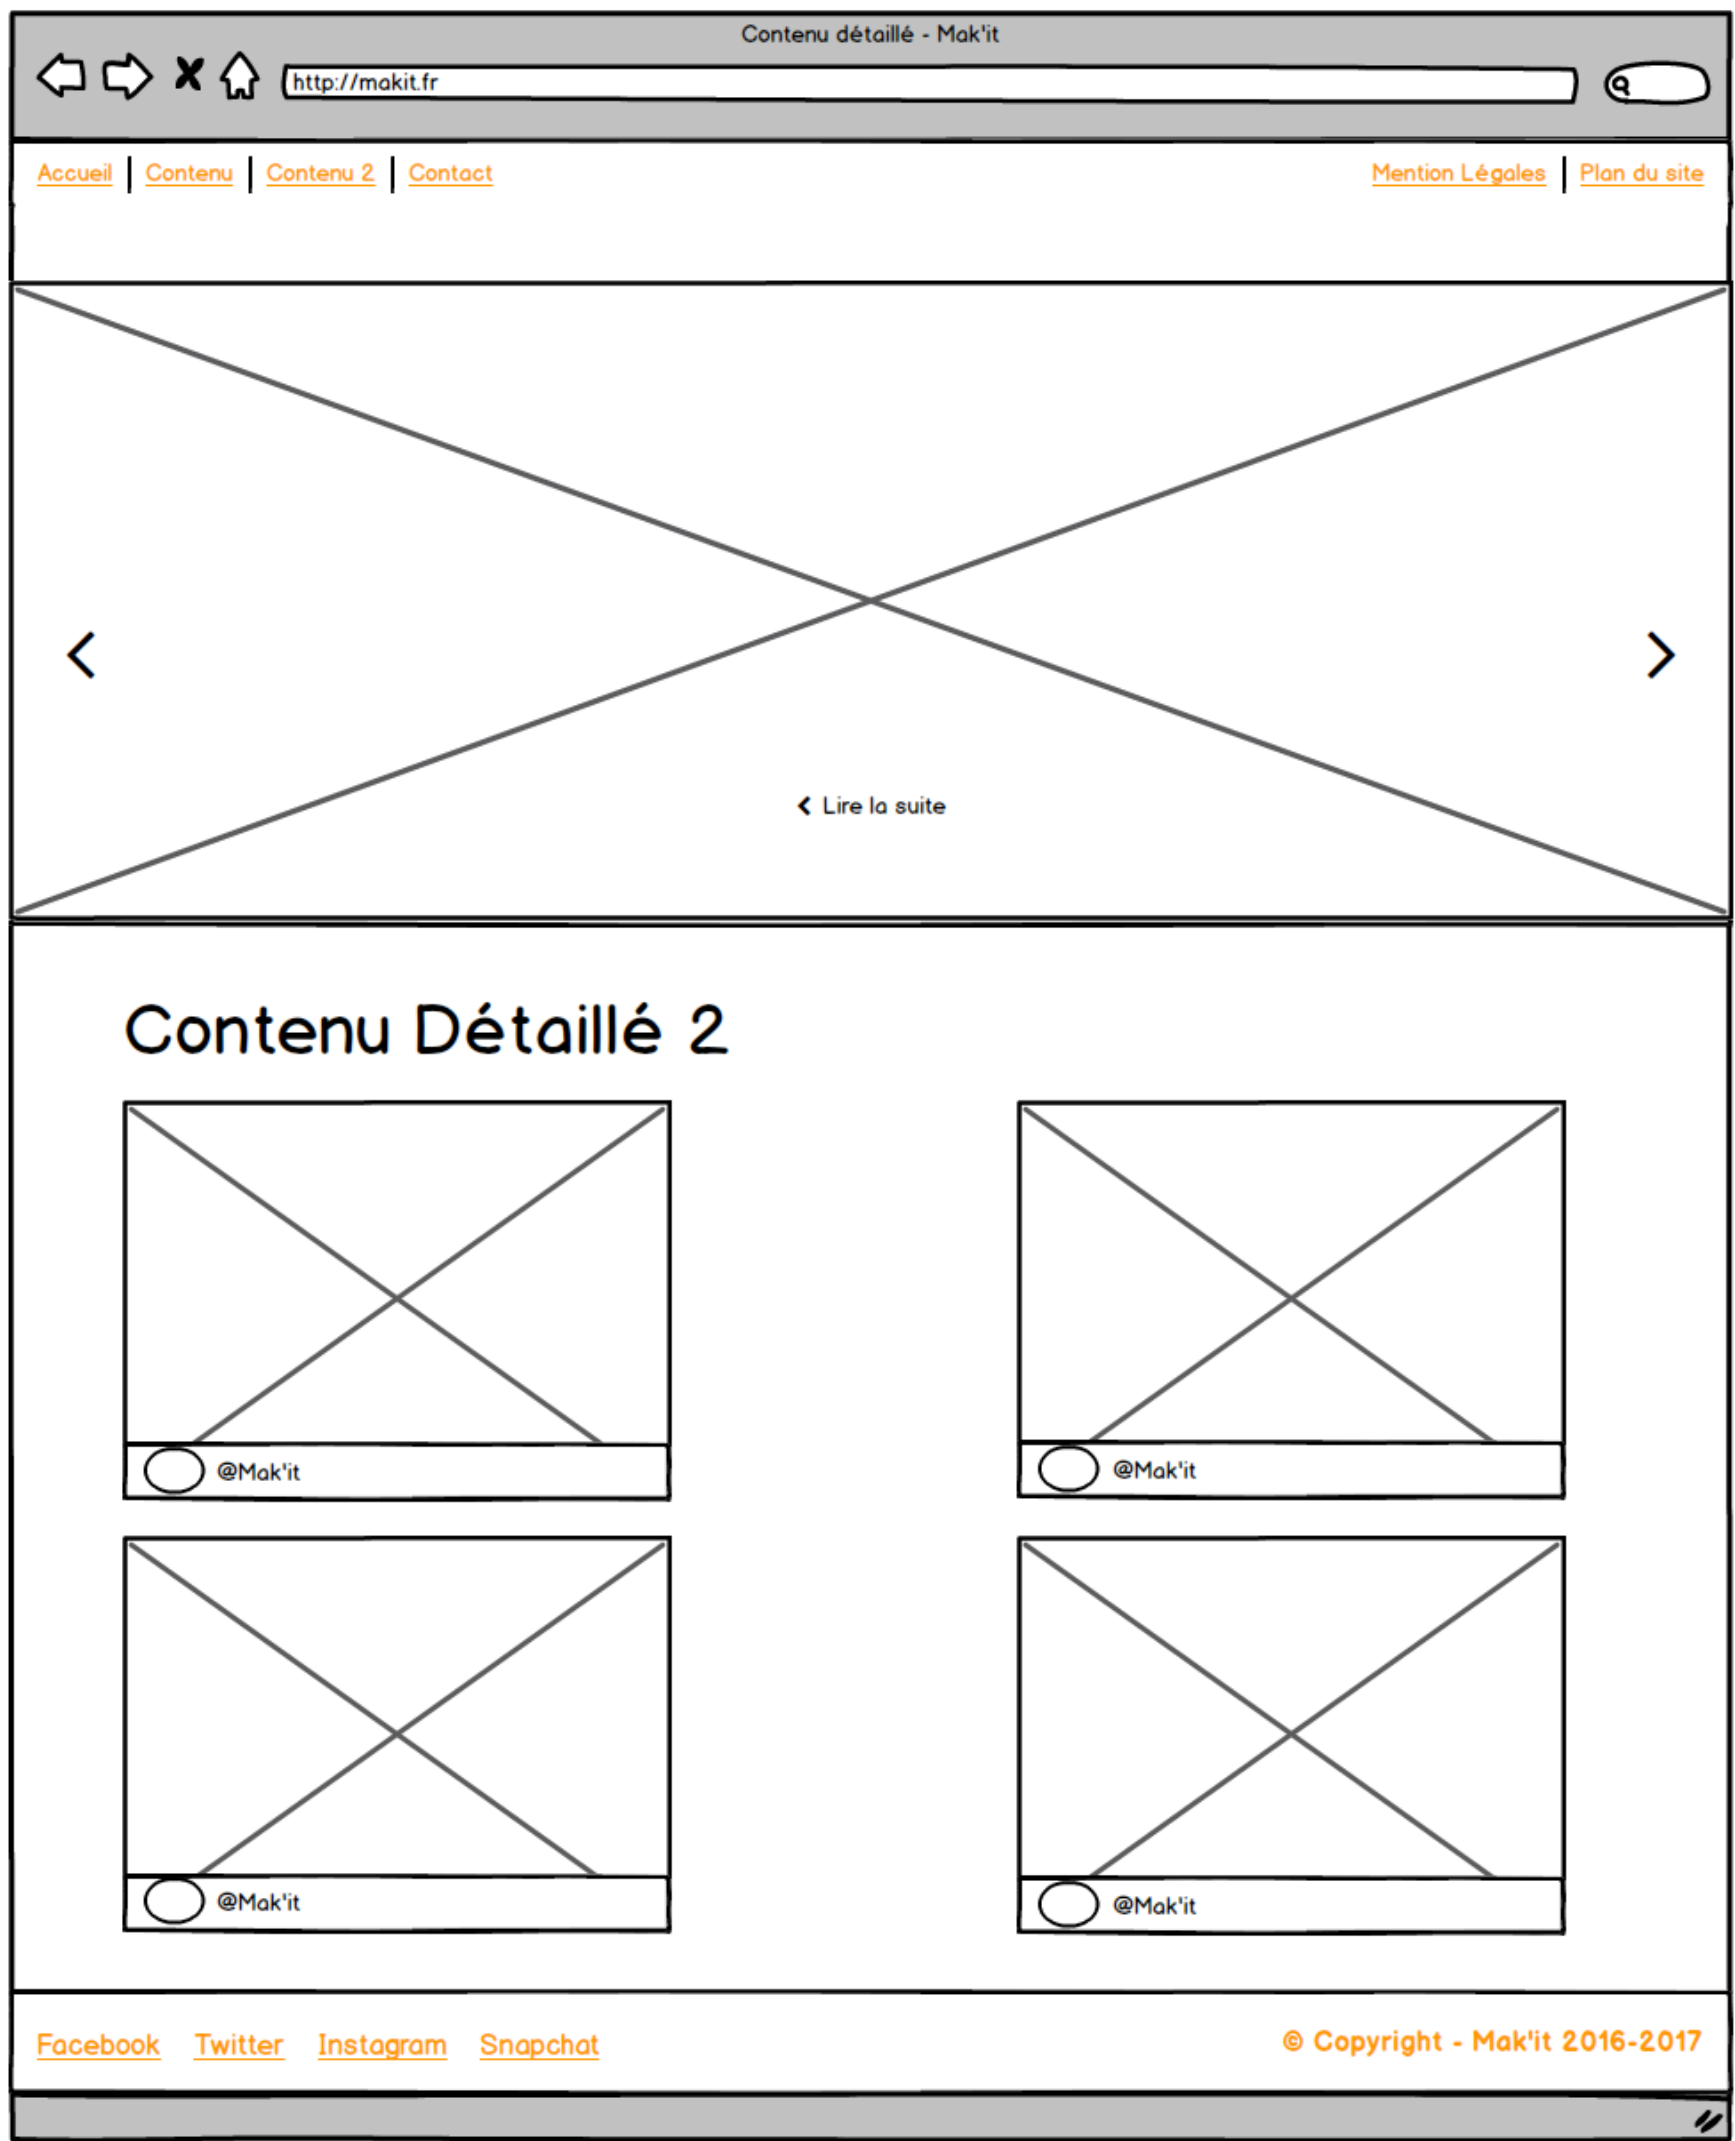 Contenu détaillé - Mak'it
http://makit.fr
Accueil Contenu Contenu 2 Contact Mention Légales Plan du site
Lire la suite
Contenu Détaillé 2
@Mak'it @Mak'it
@Mak'it @Mak'it
Facebook Twitter Instagram Snapchat © Copyright - Mak'it 2016-2017